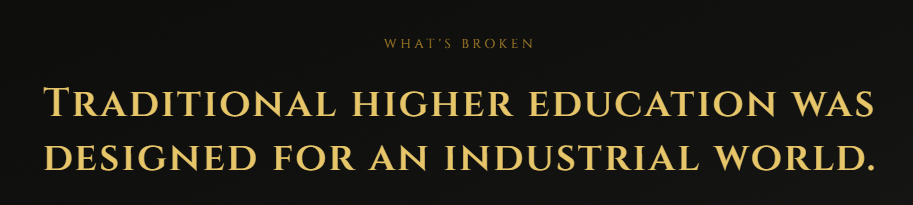 WHAT'S BROKEN
TRADITIONAL HIGHER EDUCATION WAS
DESIGNED FOR AN INDUSTRIAL WORLD.